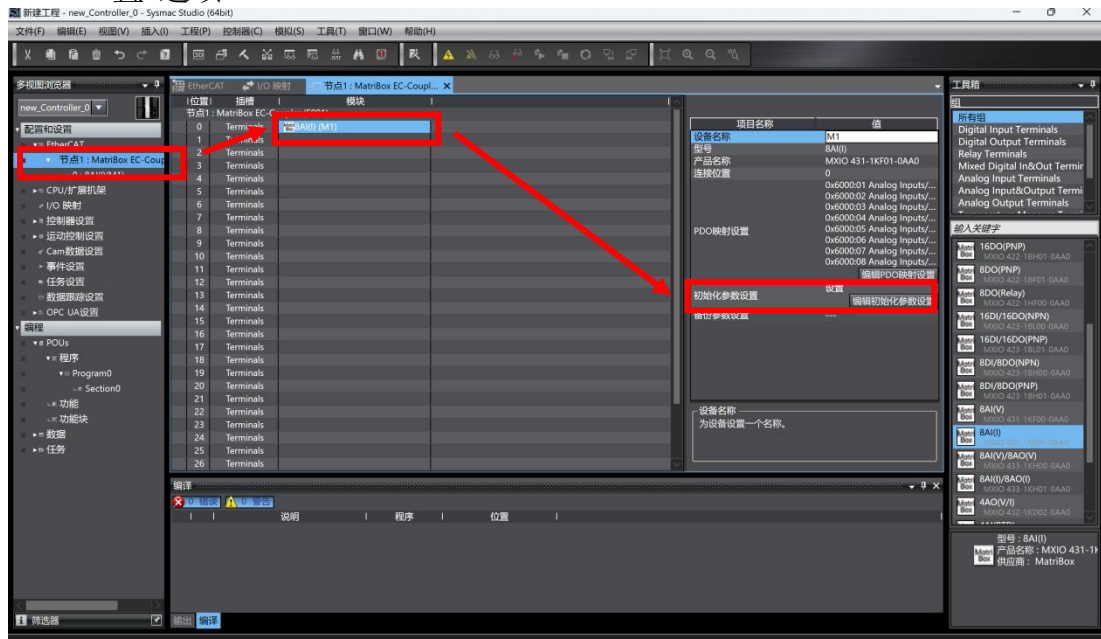 新建工程 - new_Controller_0 - Sysmac Studio (64bit)
文件(F) 编辑(E) 视图(V) 插入(I) 工程(P) 控制器(C) 模拟(S) 工具(T) 窗口(W) 帮助(H)
多视图浏览器
new_Controller_0
配置和设置
EtherCAT
节点1 : MatriBox EC-Coup
CPU/扩展机架
I/O 映射
控制器设置
运动控制设置
Cam数据设置
事件设置
任务设置
数据跟踪设置
OPC UA设置
编程
POUs
程序
Program0
Section0
功能
功能块
数据
任务
筛选器
EtherCAT I/O 映射 节点1 : MatriBox EC-Coupl...
位置 插槽 模块
节点1 : MatriBox EC-
0 Terminals 8AI(I) (M1)
1 Terminals
2 Terminals
3 Terminals
4 Terminals
5 Terminals
6 Terminals
7 Terminals
8 Terminals
9 Terminals
10 Terminals
11 Terminals
12 Terminals
13 Terminals
14 Terminals
15 Terminals
16 Terminals
17 Terminals
18 Terminals
19 Terminals
20 Terminals
21 Terminals
22 Terminals
23 Terminals
24 Terminals
25 Terminals
26 Terminals
项目名称 值
设备名称 M1
型号 8AI(I)
产品名称 MXIO 431-1KF01-0AA0
连接位置 0
PDO映射设置
0x6000:01 Analog Inputs/...
0x6000:02 Analog Inputs/...
0x6000:03 Analog Inputs/...
0x6000:04 Analog Inputs/...
0x6000:05 Analog Inputs/...
0x6000:06 Analog Inputs/...
0x6000:07 Analog Inputs/...
0x6000:08 Analog Inputs/...
编辑PDO映射设置
初始化参数设置 设置
编辑初始化参数设置
备份参数设置 ---
设备名称
为设备设置一个名称。
编译
0 错误 0 警告
说明 程序 位置
输出 编译
工具箱
组
所有组
Digital Input Terminals
Digital Output Terminals
Relay Terminals
Mixed Digital In&Out Termin
Analog Input Terminals
Analog Input&Output Termi
Analog Output Terminals
输入关键字
16DO(PNP)
MXIO 422-1BH01-0AA0
8DO(PNP)
MXIO 422-1BF01-0AA0
8DO(Relay)
MXIO 422-1HF00-0AA0
16DI/16DO(NPN)
MXIO 423-1BL00-0AA0
16DI/16DO(PNP)
MXIO 423-1BL01-0AA0
8DI/8DO(NPN)
MXIO 423-1BH00-0AA0
8DI/8DO(PNP)
MXIO 423-1BH01-0AA0
8AI(V)
MXIO 431-1KF00-0AA0
8AI(I)
MXIO 431-1KF01-0AA0
8AI(V)/8AO(V)
MXIO 433-1KH00-0AA0
8AI(I)/8AO(I)
MXIO 433-1KH01-0AA0
4AO(V/I)
MXIO 432-1KD02-0AA0
型号 : 8AI(I)
产品名称 : MXIO 431-1K
供应商 : MatriBox